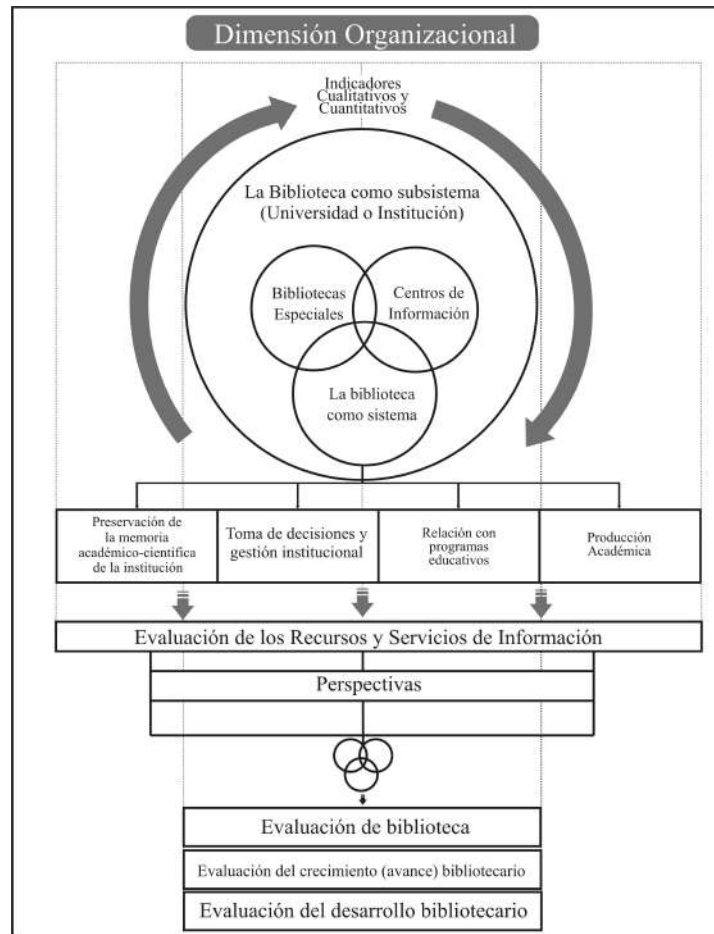 Dimensión Organizacional
Indicadores
Cualitativos y
Cuantitativos
La Biblioteca como subsistema
(Universidad o Institución)
Bibliotecas
Especiales
Centros de
Información
La biblioteca
como sistema
Preservación de
la memoria
académico-científica
de la institución
Toma de decisiones y
gestión institucional
Relación con
programas
educativos
Producción
Académica
Evaluación de los Recursos y Servicios de Información
Perspectivas
Evaluación de biblioteca
Evaluación del crecimiento (avance) bibliotecario
Evaluación del desarrollo bibliotecario